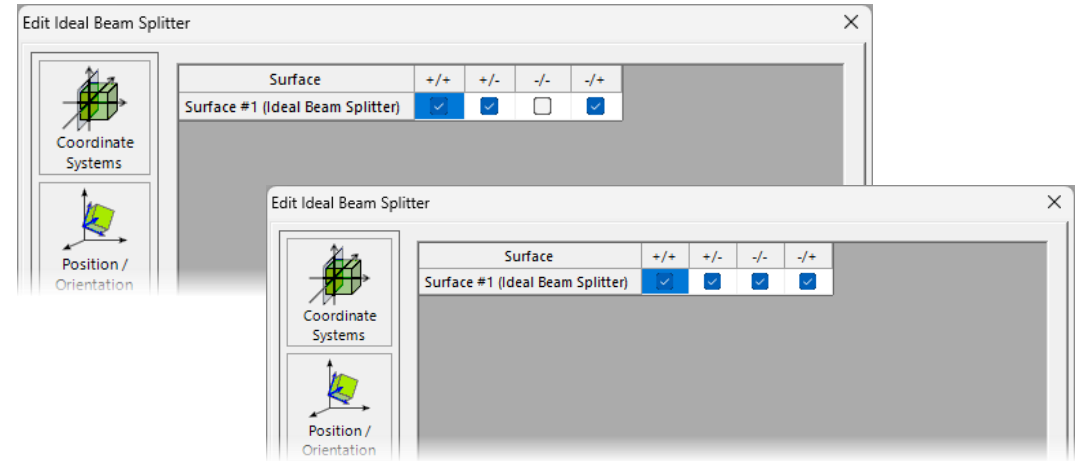 Edit Ideal Beam Splitter
Surface +/+ +/- -/- -/+
Surface #1 (Ideal Beam Splitter)
Coordinate
Systems
Position /
Orientation
Edit Ideal Beam Splitter
Surface +/+ +/- -/- -/+
Surface #1 (Ideal Beam Splitter)
Coordinate
Systems
Position /
Orientation